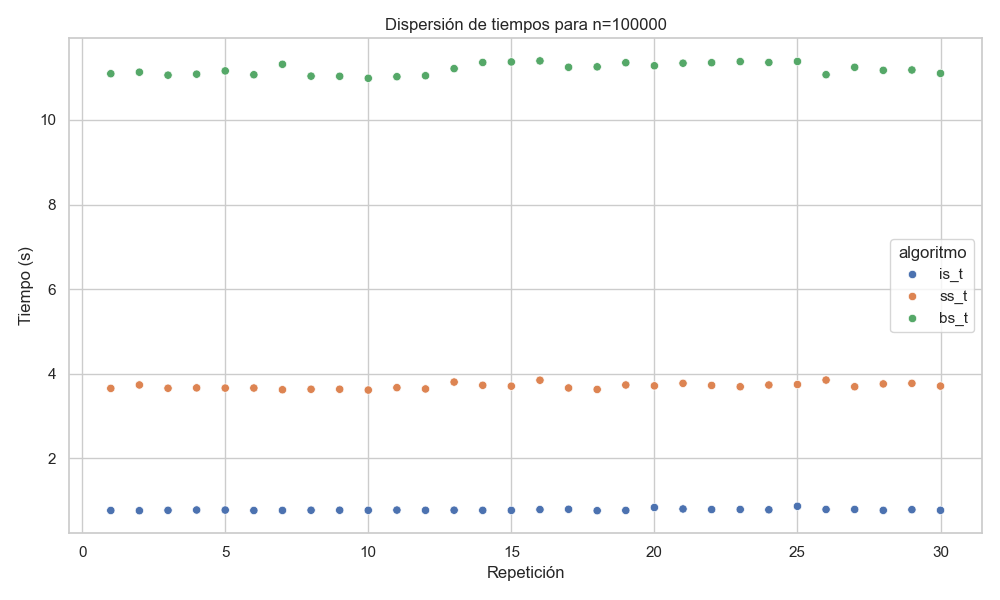 Dispersión de tiempos para n=100000
Tiempo (s)
10
8
6
4
2
algoritmo
is_t
ss_t
bs_t
0 5 10 15 20 25 30
Repetición